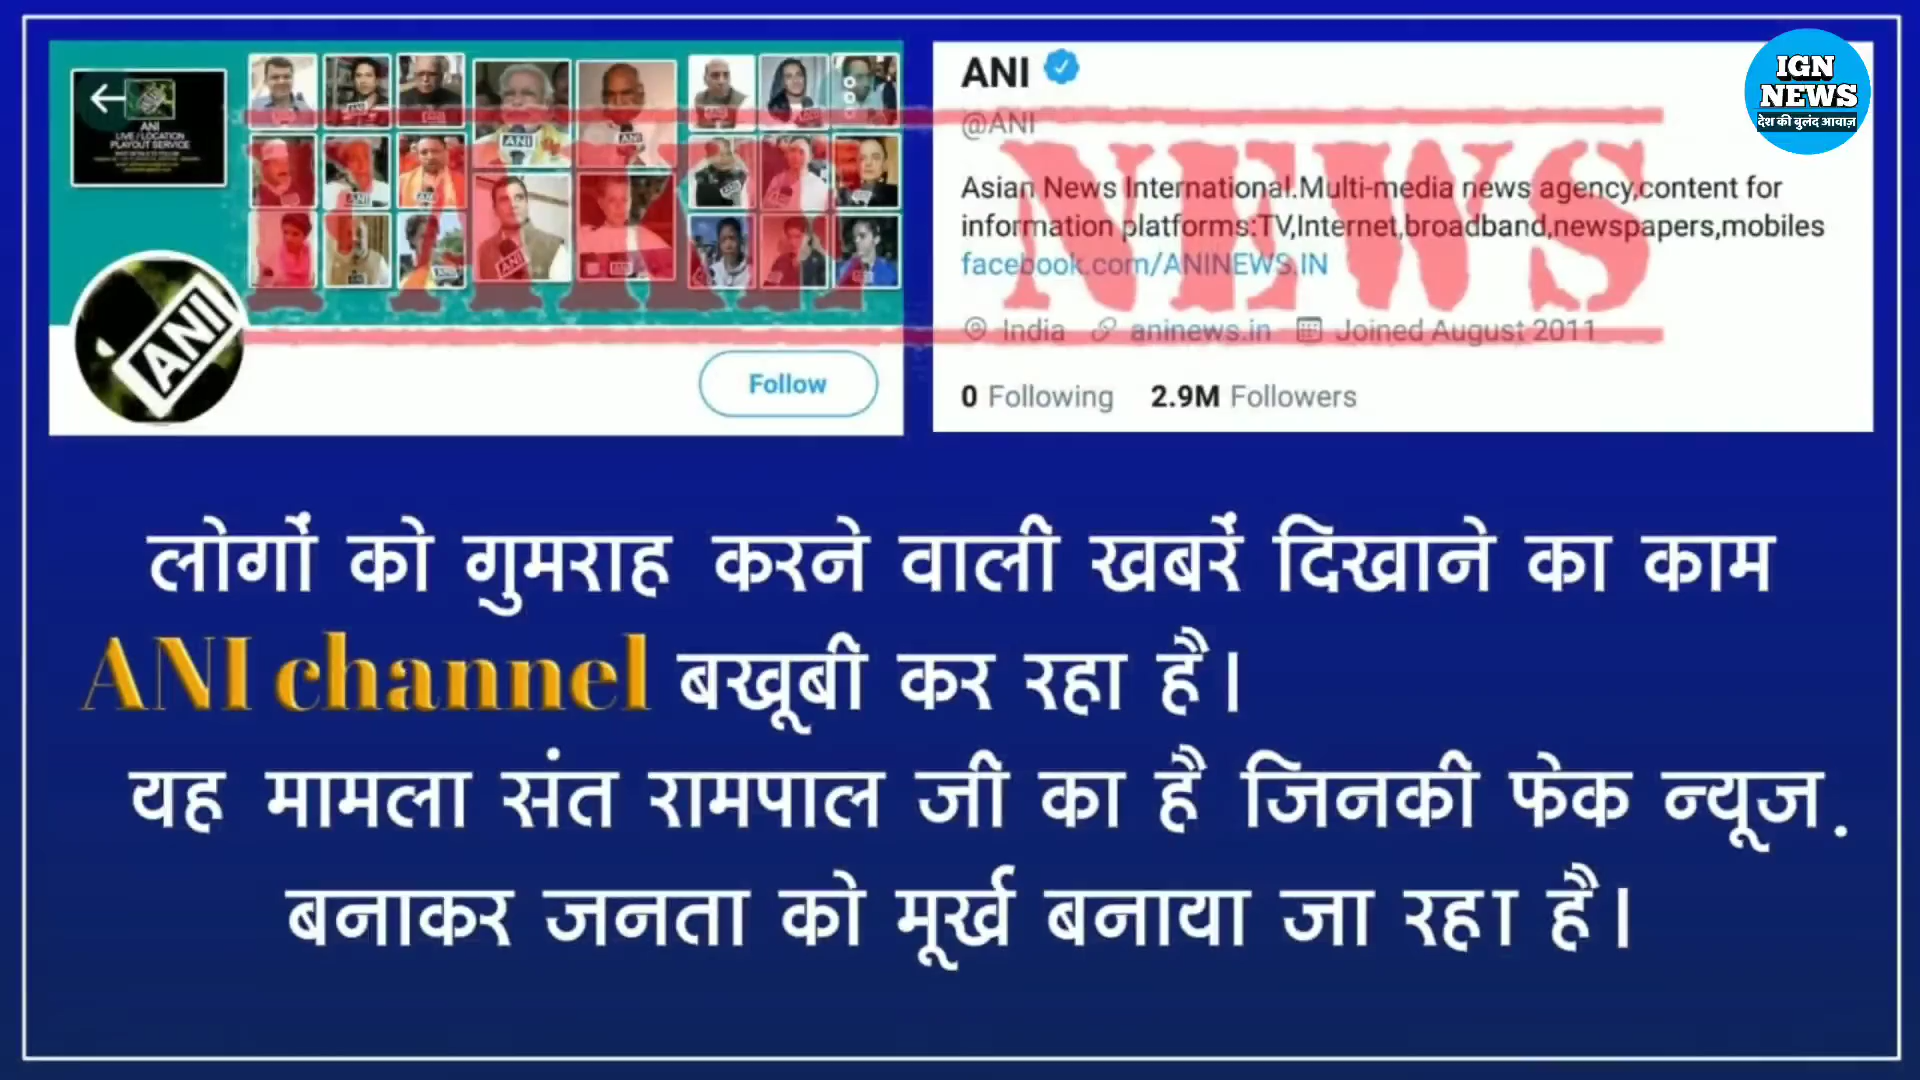 ANI
LIVE / LOCATION
PLAYOUT SERVICE
ANI
Follow
ANI
@ANI
Asian News International.Multi-media news agency,content for
information platforms:TV,Internet,broadband,newspapers,mobiles
facebook.com/ANINEWS.IN
India aninews.in Joined August 2011
0 Following 2.9M Followers
FAKE NEWS
IGN
NEWS
देश की बुलंद आवाज़
लोगों को गुमराह करने वाली खबरें दिखाने का काम
ANI channel बखूबी कर रहा है।
यह मामला संत रामपाल जी का है जिनकी फेक न्यूज.
बनाकर जनता को मूर्ख बनाया जा रहा है।